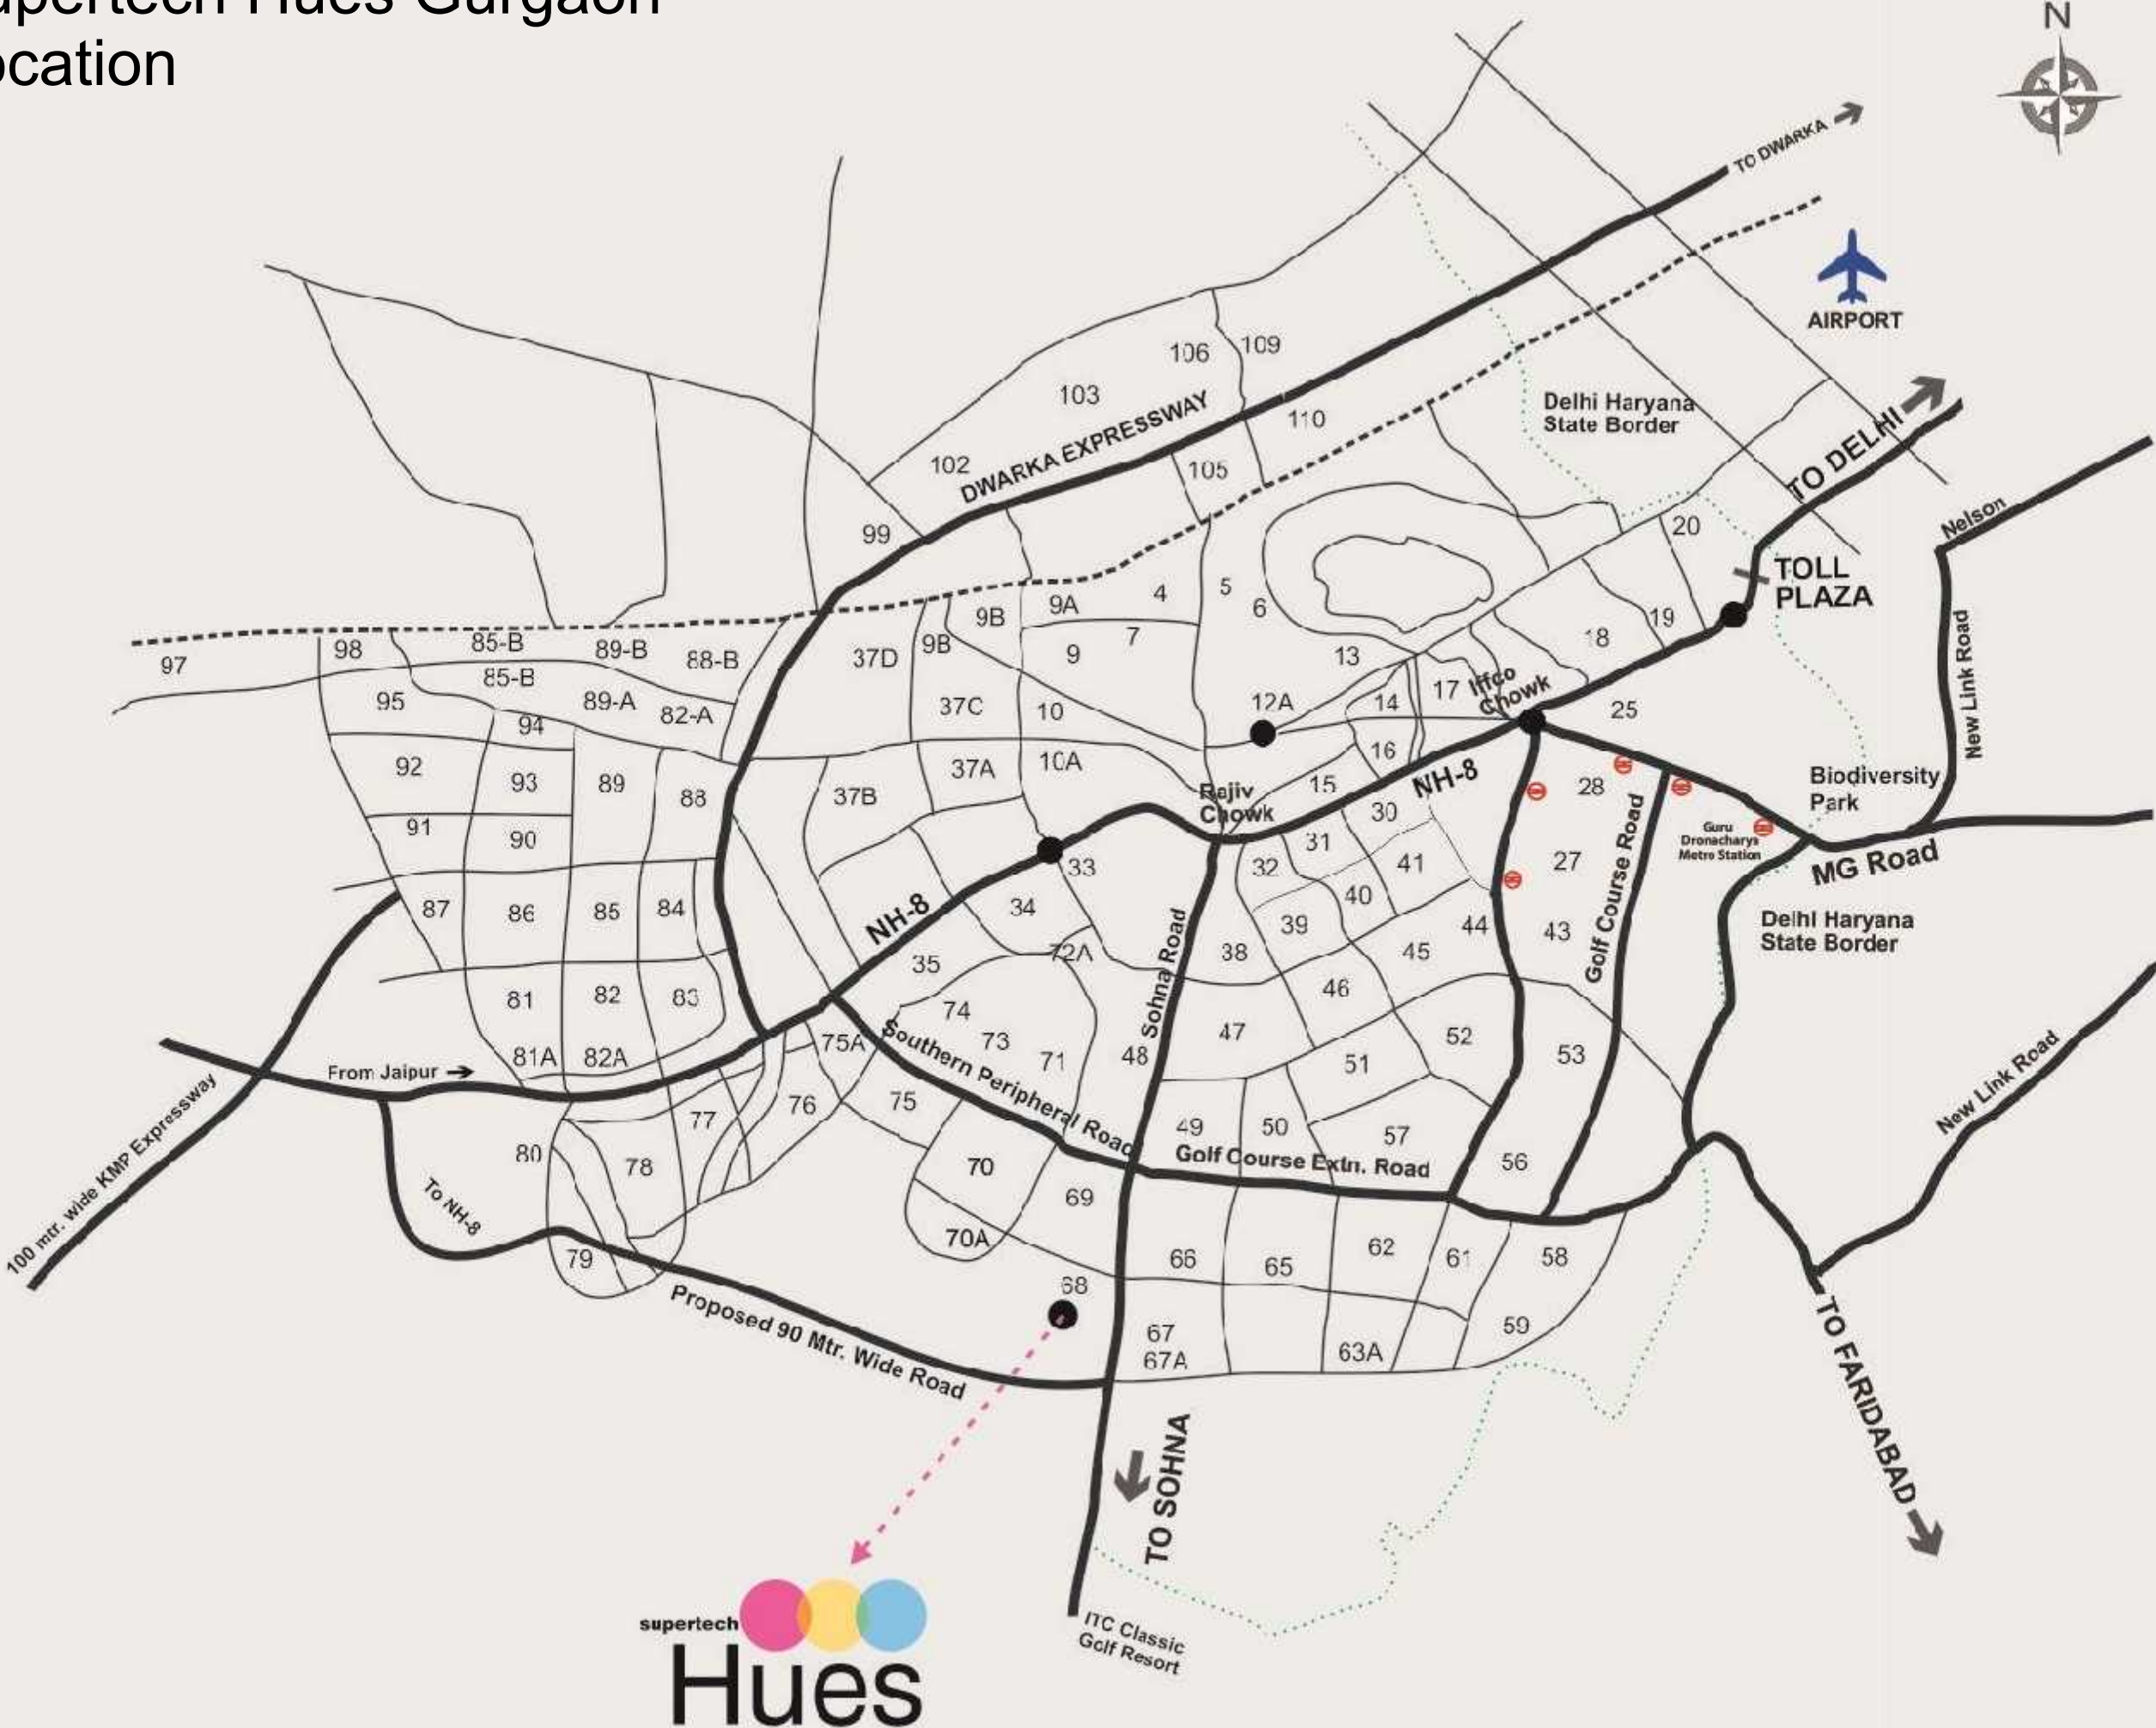 upertech Hues Gurgaon
ocation
N
TO DWARKA
AIRPORT
106
109
103
DWARKA EXPRESSWAY
110
Delhi Haryana
State Border
TO DELHI
102
105
99
20
Nelson
TOLL
PLAZA
4
5
6
9A
9B
7
19
18
98
85-B
89-B
88-B
97
37D
9B
9
13
New Link Road
85-B
95
89-A
82-A
94
37C
10
12A
14
17
Iffco
Chowk
25
16
92
93
89
88
37A
10A
37B
Rajiv
Chowk
15
NH-8
30
28
Biodiversity
Park
91
90
33
32
31
41
27
Golf Course Road
Guru
Dronacharya
Metro Station
MG Road
87
86
85
84
NH-8
34
40
39
44
43
Delhi Haryana
State Border
35
72A
Sohna Road
38
45
46
81
82
83
74
73
71
48
47
52
53
51
75A
Southern Peripheral Road
81A
82A
From Jaipur
100 mtr. wide KMP Expressway
77
76
75
49
50
57
56
New Link Road
80
78
70
Golf Course Extn. Road
To NH-8
69
70A
79
66
65
62
61
58
68
Proposed 90 Mtr. Wide Road
67
67A
63A
59
TO FARIDABAD
TO SOHNA
ITC Classic
Golf Resort
supertech
Hues